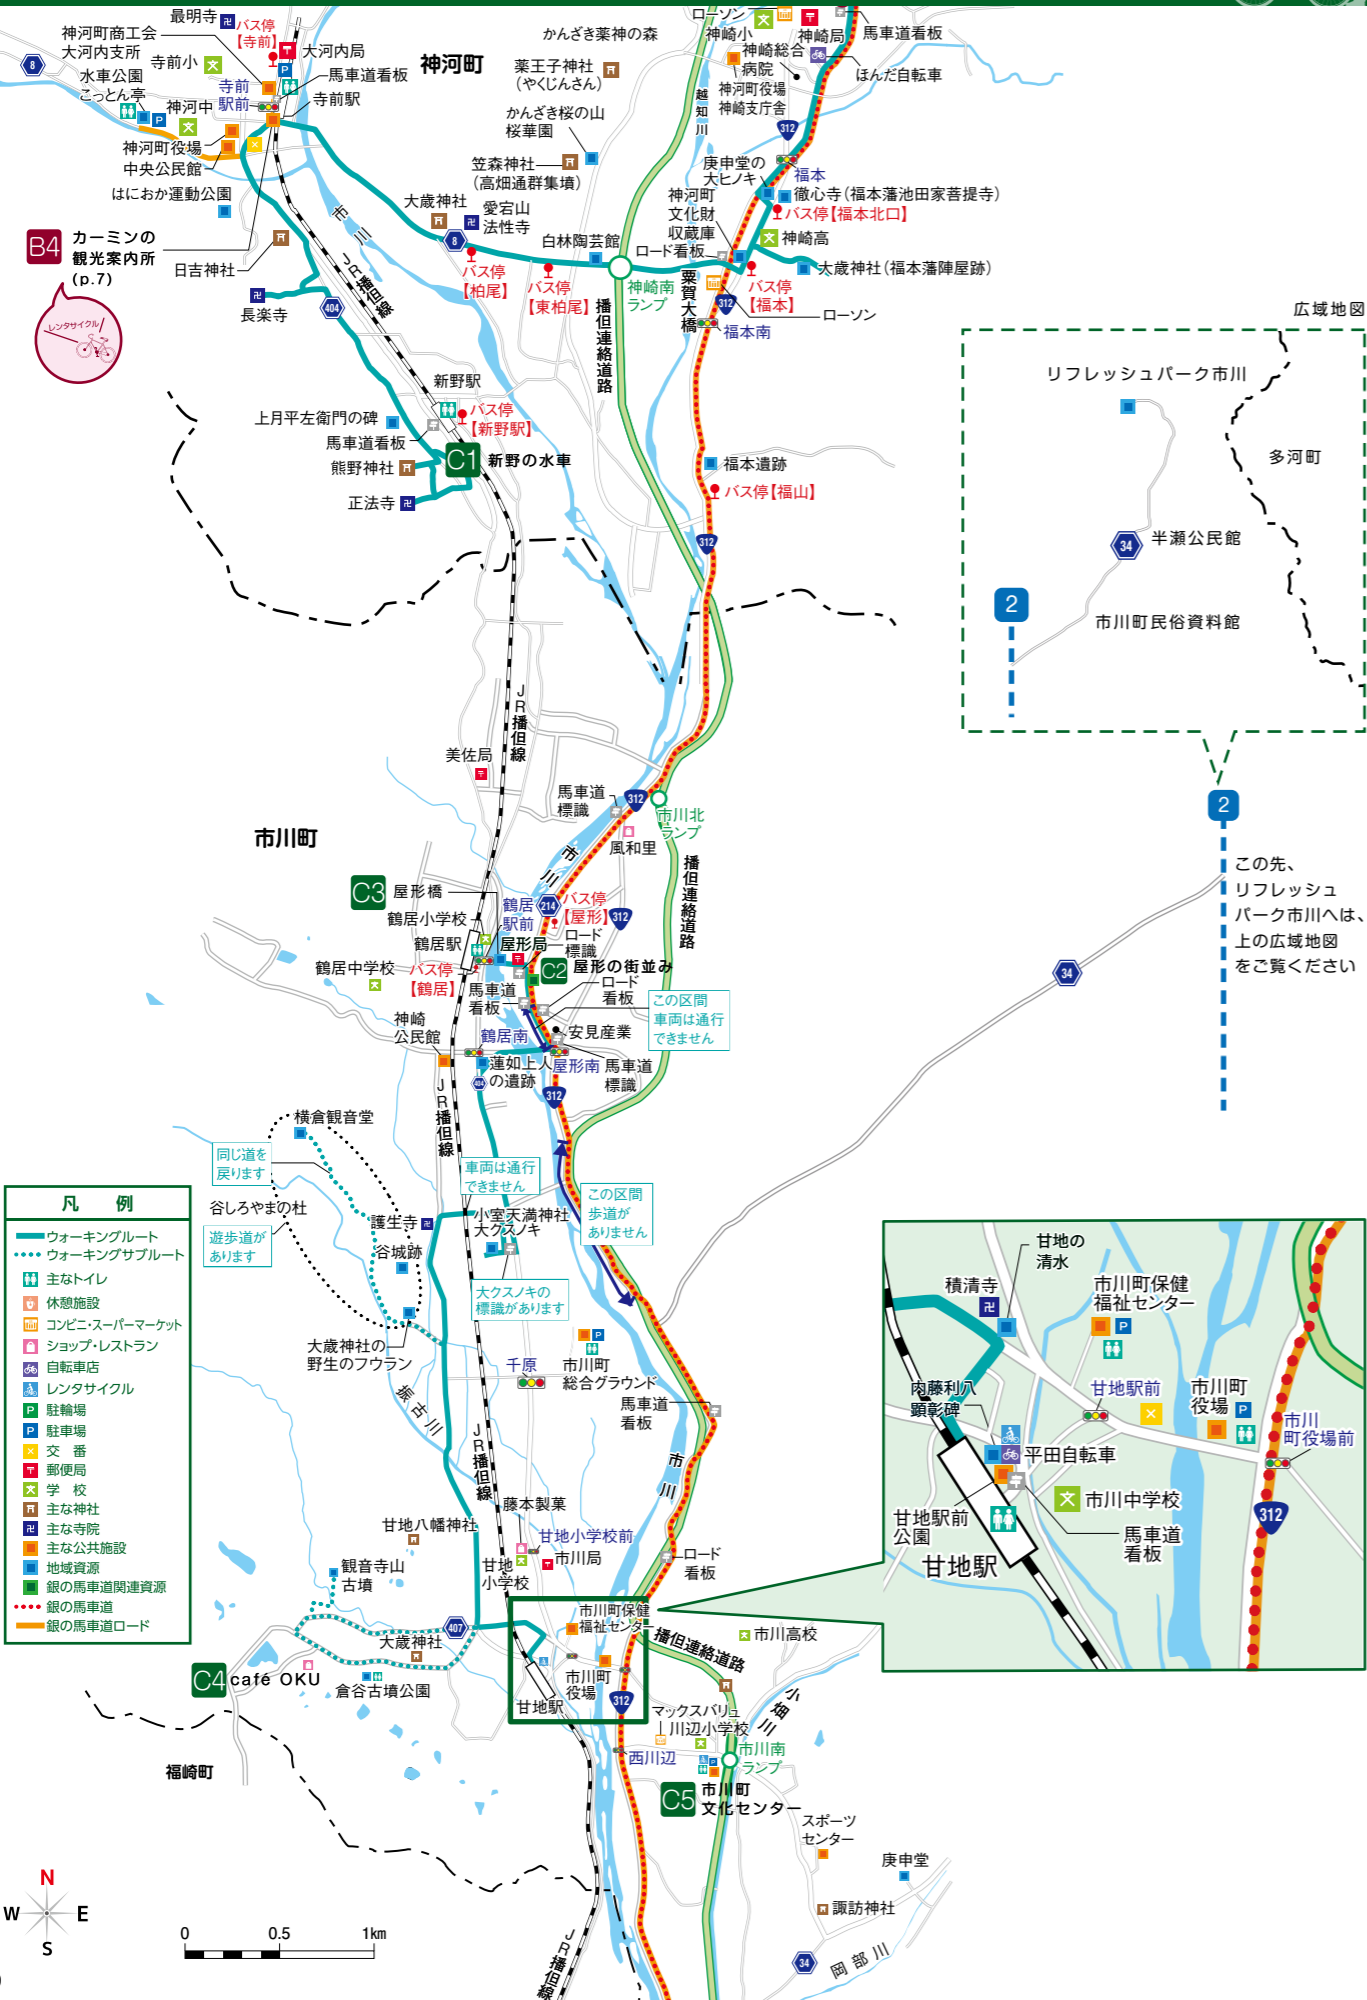 最明寺
バス停
【寺前】
神河町商工会
大河内支所
大河内局
8
寺前小
馬車道看板
水車公園
こっとん亭
神河中
寺前
駅前
寺前駅
神河町役場
中央公民館
はにおか運動公園
B4
カーミンの
観光案内所
(p.7)
日吉神社
レンタサイクル
長楽寺
404
神河町
市川
JR播但線
かんざき薬神の森
薬王子神社
(やくじんさん)
かんざき桜の山
桜華園
笠森神社
(高畑通群集墳)
大歳神社
愛宕山
法性寺
8
バス停
【柏尾】
白林陶芸館
バス停
【東柏尾】
神崎南
ランプ
播但連絡道路
ローソン
神崎小
神崎局
馬車道看板
神崎総合
病院
ほんだ自転車
神河町役場
神崎支庁舎
越知川
312
福本
庚申堂の
大ヒノキ
徹心寺(福本藩池田家菩提寺)
バス停【福本北口】
神河町
文化財
収蔵庫
神崎高
ロード看板
大歳神社(福本藩陣屋跡)
粟賀大橋
バス停
【福本】
312
ローソン
福本南
新野駅
上月平左衛門の碑
バス停
【新野駅】
馬車道看板
C1
新野の水車
熊野神社
正法寺
福本遺跡
バス停【福山】
312
広域地図
リフレッシュパーク市川
多河町
34
半瀬公民館
2
市川町民俗資料館
2
この先、
リフレッシュ
パーク市川へは、
上の広域地図
をご覧ください
34
JR播但線
美佐局
馬車道
標識
312
市川北
ランプ
風和里
市川町
市川
播但連絡道路
C3
屋形橋
鶴居
駅前
214
バス停
【屋形】
312
鶴居小学校
鶴居駅
屋形局
ロード
標識
鶴居中学校
バス停
【鶴居】
C2
屋形の街並み
馬車道
看板
ロード
看板
この区間
車両は通行
できません
神崎
公民館
鶴居南
安見産業
蓮如上人
の遺跡
屋形南
馬車道
標識
404
312
JR播但線
横倉観音堂
同じ道を
戻ります
車両は通行
できません
谷しろやまの杜
遊歩道が
あります
護生寺
谷城跡
小室天満神社
大クスノキ
この区間
歩道が
ありません
大クスノキの
標識があります
大歳神社の
野生のフウラン
千原
市川町
総合グラウンド
振古川
馬車道
看板
市川
JR播但線
藤本製菓
甘地八幡神社
甘地小学校前
甘地
小学校
市川局
ロード
看板
観音寺山
古墳
407
市川町保健
福祉センター
大歳神社
C4
café OKU
倉谷古墳公園
市川町
役場
甘地駅
312
播但連絡道路
市川高校
小畑川
マックスバリュ
川辺小学校
西川辺
市川南
ランプ
C5
市川町
文化センター
スポーツ
センター
庚申堂
諏訪神社
34
岡部川
福崎町
JR播但線
凡例
ウォーキングルート
ウォーキングサブルート
主なトイレ
休憩施設
コンビニ・スーパーマーケット
ショップ・レストラン
自転車店
レンタサイクル
P 駐輪場
P 駐車場
交番
郵便局
文 学校
主な神社
主な寺院
主な公共施設
地域資源
銀の馬車道関連資源
銀の馬車道
銀の馬車道ロード
甘地の
清水
積清寺
市川町保健
福祉センター
P
内藤利八
顕彰碑
甘地駅前
市川町
役場
P
市川
町役場前
平田自転車
甘地駅前
公園
文 市川中学校
312
馬車道
看板
甘地駅
N
W
E
S
0
0.5
1km